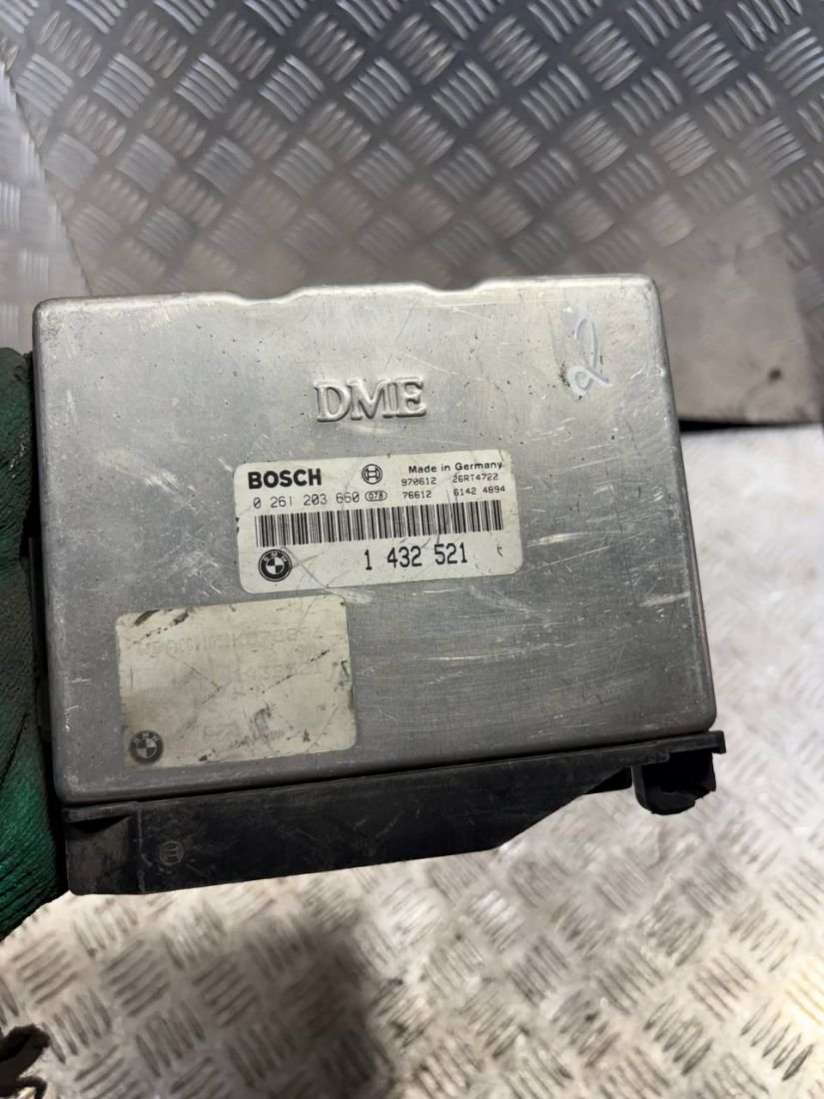 DME
BOSCH Made in Germany
970612 26RT4722
0 261 203 660 078 76612 6142 4894
1 432 521